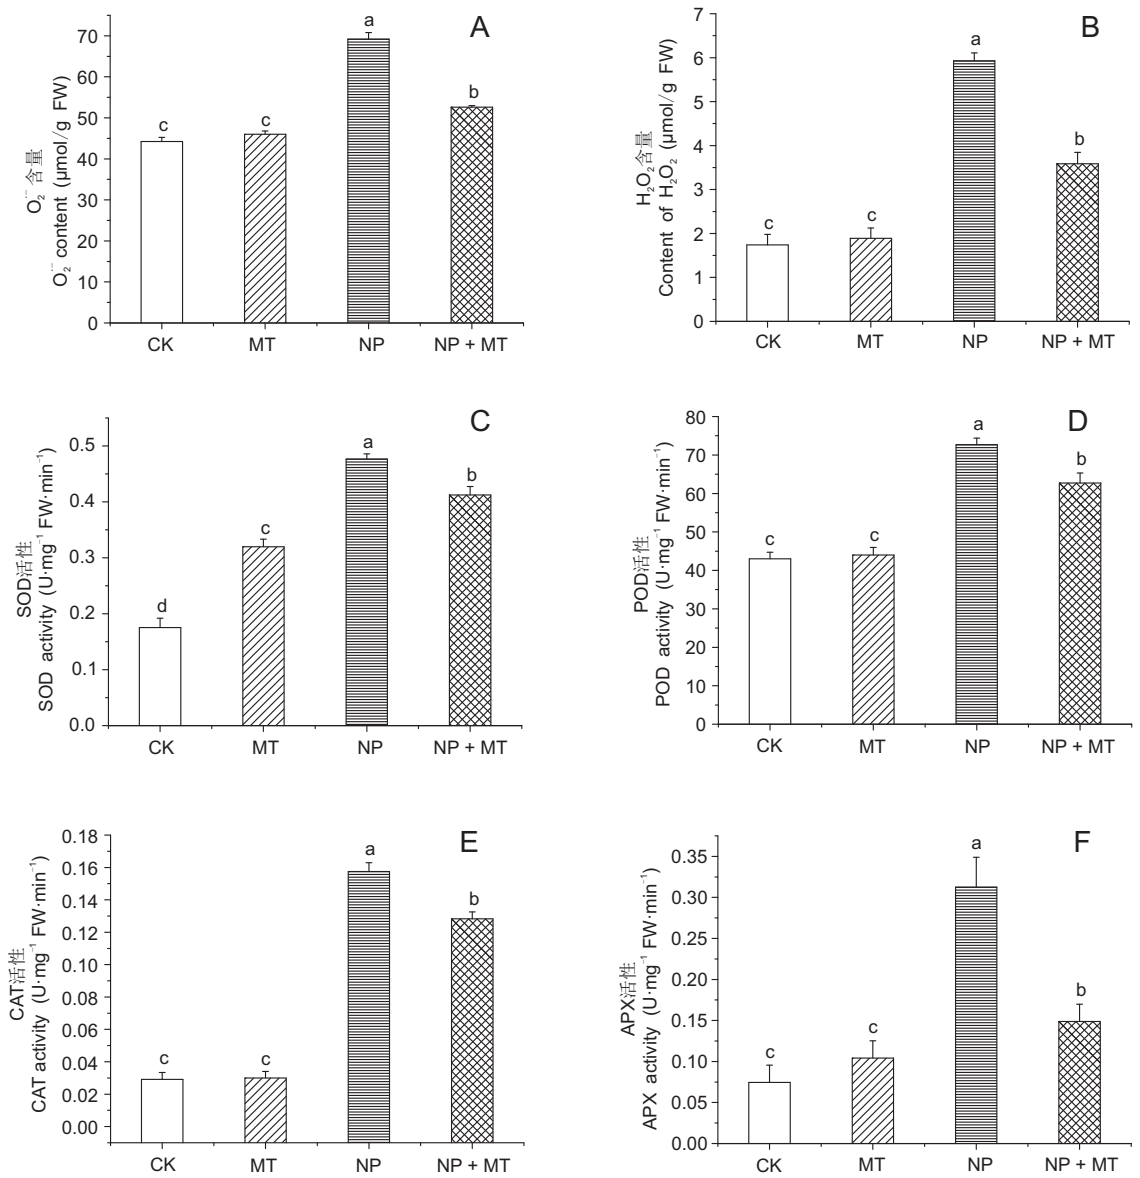 A
O₂·⁻含量
O₂·⁻ content (μmol/g FW)
70
60
50
40
30
20
10
0
c
c
a
b
CK
MT
NP
NP + MT
B
H₂O₂含量
Content of H₂O₂ (μmol/g FW)
7
6
5
4
3
2
1
0
c
c
a
b
CK
MT
NP
NP + MT
C
SOD活性
SOD activity (U·mg⁻¹ FW·min⁻¹)
0.5
0.4
0.3
0.2
0.1
0.0
d
c
a
b
CK
MT
NP
NP + MT
D
POD活性
POD activity (U·mg⁻¹ FW·min⁻¹)
80
70
60
50
40
30
20
10
0
c
c
a
b
CK
MT
NP
NP + MT
E
CAT活性
CAT activity (U·mg⁻¹ FW·min⁻¹)
0.18
0.16
0.14
0.12
0.10
0.08
0.06
0.04
0.02
0.00
c
c
a
b
CK
MT
NP
NP + MT
F
APX活性
APX activity (U·mg⁻¹ FW·min⁻¹)
0.35
0.30
0.25
0.20
0.15
0.10
0.05
0.00
c
c
a
b
CK
MT
NP
NP + MT